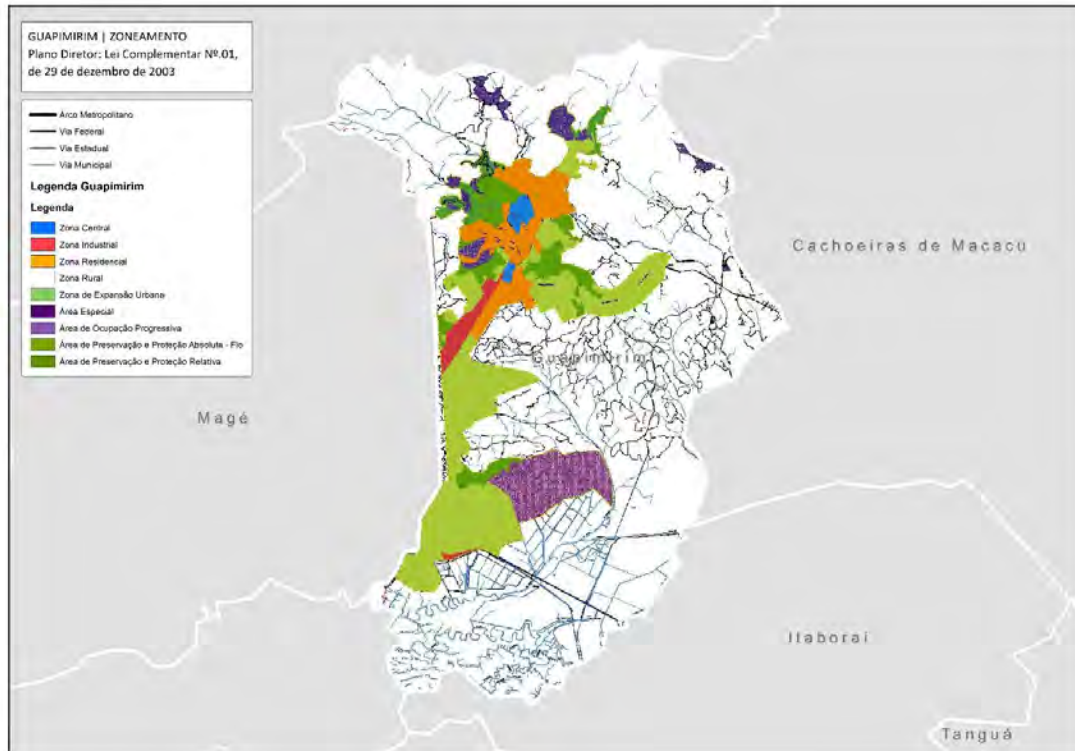 GUAPIMIRIM | ZONEAMENTO
Plano Diretor: Lei Complementar Nº.01,
de 29 de dezembro de 2003
Arco Metropolitano
Via Federal
Via Estadual
Via Municipal
Legenda Guapimirim
Legenda
Zona Central
Zona Industrial
Zona Residencial
Zona Rural
Zona de Expansão Urbana
Área Especial
Área de Ocupação Progressiva
Área de Preservação e Proteção Absoluta - Flo
Área de Preservação e Proteção Relativa
Cachoeiras de Macacu
Guapimirim
Magé
Itaboraí
Tanguá